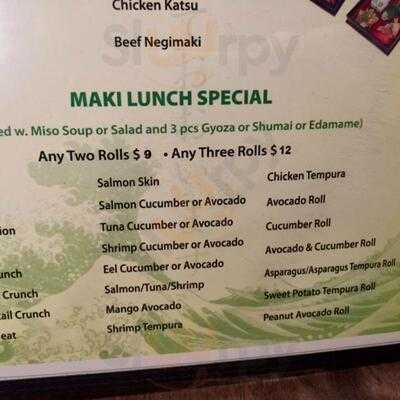 Chicken Katsu
Beef Negimaki
MAKI LUNCH SPECIAL
ed w. Miso Soup or Salad and 3 pcs Gyoza or Shumai or Edamame)
Any Two Rolls $ 9 • Any Three Rolls $ 12
Salmon Skin
Salmon Cucumber or Avocado
Tuna Cucumber or Avocado
Shrimp Cucumber or Avocado
Eel Cucumber or Avocado
Salmon/Tuna/Shrimp
Mango Avocado
Shrimp Tempura
Chicken Tempura
Avocado Roll
Cucumber Roll
Avocado & Cucumber Roll
Asparagus/Asparagus Tempura Roll
Sweet Potato Tempura Roll
Peanut Avocado Roll
ion
unch
Crunch
ail Crunch
eat